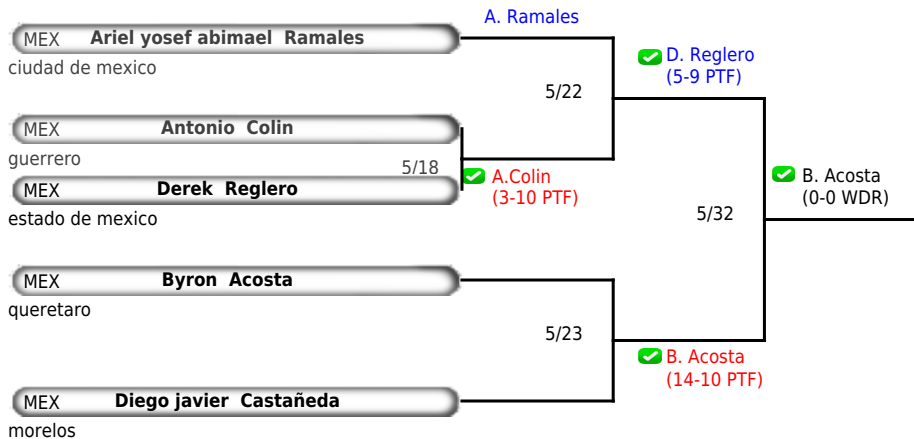 A. Ramales
MEX Ariel yosef abimael Ramales
ciudad de mexico
D. Reglero
(5-9 PTF)
5/22
MEX Antonio Colin
guerrero
5/18
A.Colin
(3-10 PTF)
MEX Derek Reglero
estado de mexico
B. Acosta
(0-0 WDR)
5/32
MEX Byron Acosta
queretaro
5/23
B. Acosta
(14-10 PTF)
MEX Diego javier Castañeda
morelos